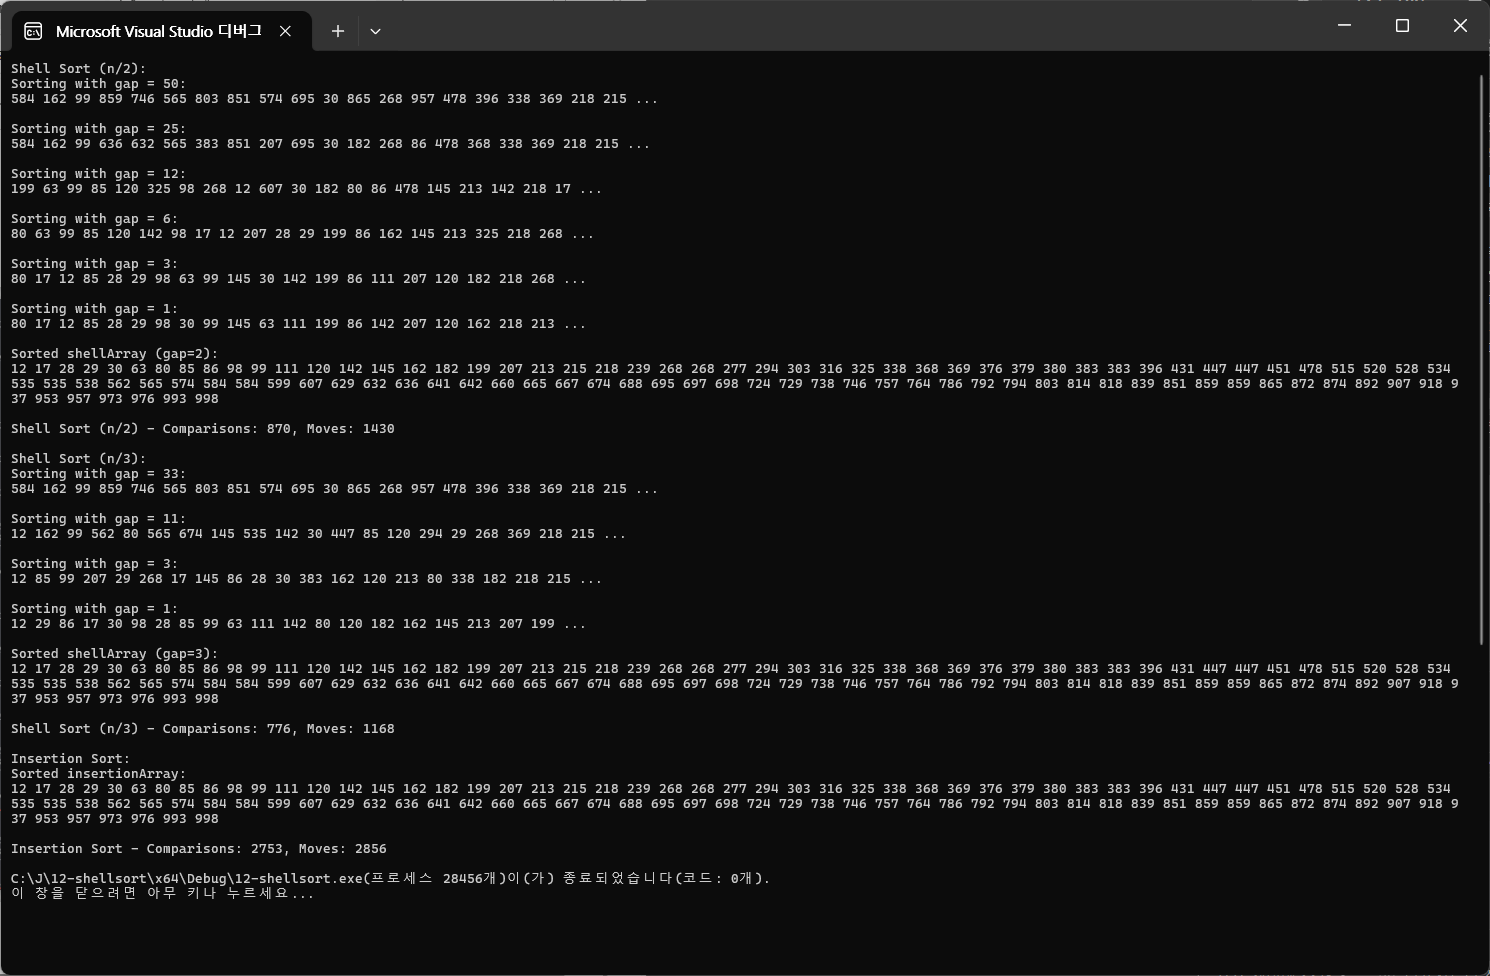 Microsoft Visual Studio 디버그
Shell Sort (n/2):
Sorting with gap = 50:
584 162 99 859 746 565 803 851 574 695 30 865 268 957 478 396 338 369 218 215 ...
Sorting with gap = 25:
584 162 99 636 632 565 383 851 207 695 30 182 268 86 478 368 338 369 218 215 ...
Sorting with gap = 12:
199 63 99 85 120 325 98 268 12 607 30 182 80 86 478 145 213 142 218 17 ...
Sorting with gap = 6:
80 63 99 85 120 142 98 17 12 207 28 29 199 86 162 145 213 325 218 268 ...
Sorting with gap = 3:
80 17 12 85 28 29 98 63 99 145 30 142 199 86 111 207 120 182 218 268 ...
Sorting with gap = 1:
80 17 12 85 28 29 98 30 99 145 63 111 199 86 142 207 120 162 218 213 ...
Sorted shellArray (gap=2):
12 17 28 29 30 63 80 85 86 98 99 111 120 142 145 162 182 199 207 213 215 218 239 268 268 277 294 303 316 325 338 368 369 376 379 380 383 383 396 431 447 447 451 478 515 520 528 534
535 535 538 562 565 574 584 584 599 607 629 632 636 641 642 660 665 667 674 688 695 697 698 724 729 738 746 757 764 786 792 794 803 814 818 839 851 859 859 865 872 874 892 907 918 9
37 953 957 973 976 993 998
Shell Sort (n/2) - Comparisons: 870, Moves: 1430
Shell Sort (n/3):
Sorting with gap = 33:
584 162 99 859 746 565 803 851 574 695 30 865 268 957 478 396 338 369 218 215 ...
Sorting with gap = 11:
12 162 99 562 80 565 674 145 535 142 30 447 85 120 294 29 268 369 218 215 ...
Sorting with gap = 3:
12 85 99 207 29 268 17 145 86 28 30 383 162 120 213 80 338 182 218 215 ...
Sorting with gap = 1:
12 29 86 17 30 98 28 85 99 63 111 142 80 120 182 162 145 213 207 199 ...
Sorted shellArray (gap=3):
12 17 28 29 30 63 80 85 86 98 99 111 120 142 145 162 182 199 207 213 215 218 239 268 268 277 294 303 316 325 338 368 369 376 379 380 383 383 396 431 447 447 451 478 515 520 528 534
535 535 538 562 565 574 584 584 599 607 629 632 636 641 642 660 665 667 674 688 695 697 698 724 729 738 746 757 764 786 792 794 803 814 818 839 851 859 859 865 872 874 892 907 918 9
37 953 957 973 976 993 998
Shell Sort (n/3) - Comparisons: 776, Moves: 1168
Insertion Sort:
Sorted insertionArray:
12 17 28 29 30 63 80 85 86 98 99 111 120 142 145 162 182 199 207 213 215 218 239 268 268 277 294 303 316 325 338 368 369 376 379 380 383 383 396 431 447 447 451 478 515 520 528 534
535 535 538 562 565 574 584 584 599 607 629 632 636 641 642 660 665 667 674 688 695 697 698 724 729 738 746 757 764 786 792 794 803 814 818 839 851 859 859 865 872 874 892 907 918 9
37 953 957 973 976 993 998
Insertion Sort - Comparisons: 2753, Moves: 2856
C:\J\12-shellsort\x64\Debug\12-shellsort.exe(프로세스 28456개)이(가) 종료되었습니다(코드: 0개).
이 창을 닫으려면 아무 키나 누르세요...